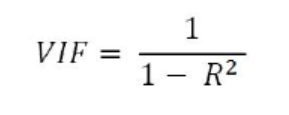 VIF = 1 / (1 − R²)